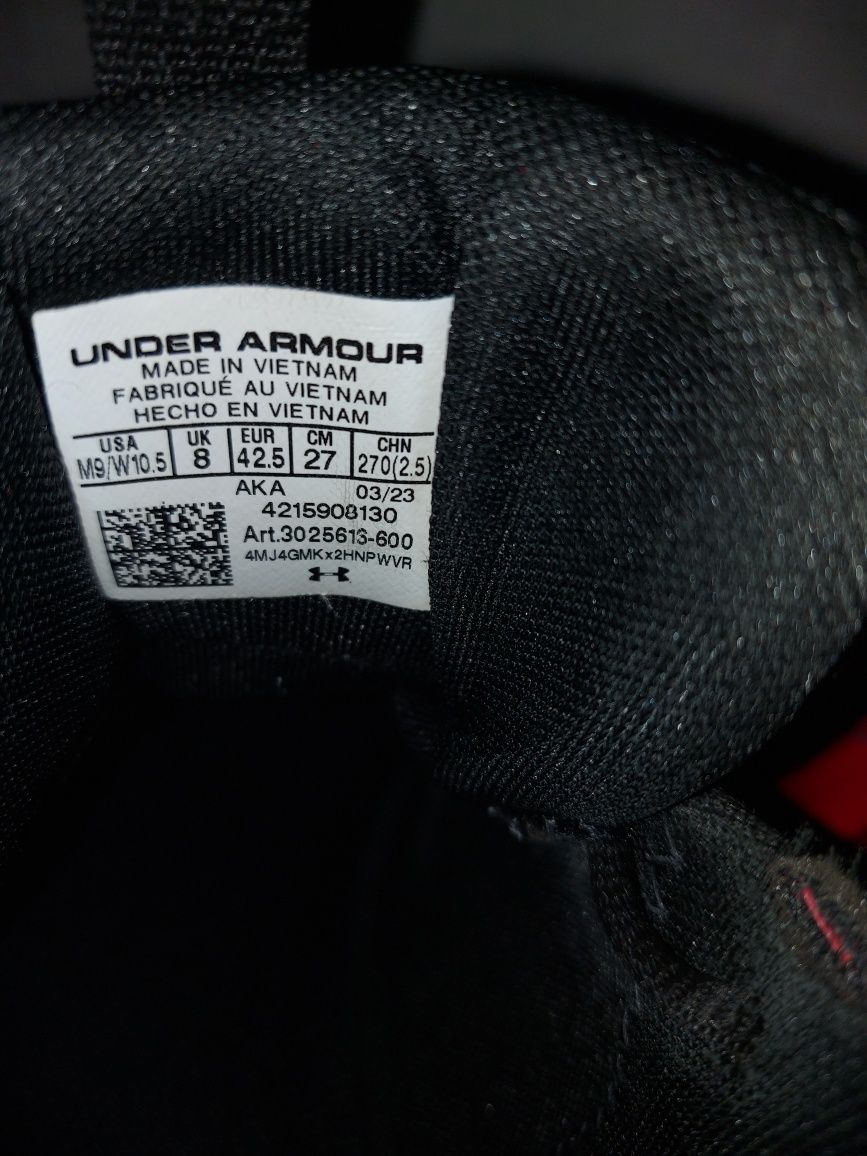 UNDER ARMOUR
MADE IN VIETNAM
FABRIQUÉ AU VIETNAM
HECHO EN VIETNAM
USA UK EUR CM CHN
M9/W10.5 8 42.5 27 270(2.5)
AKA 03/23
4215908130
Art.3025616-600
4MJ4GMKx2HNPWVR